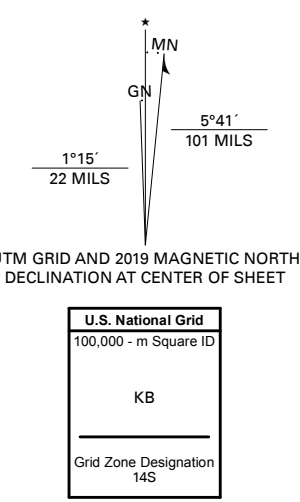 ★
MN
GN
5°41´
101 MILS
1°15´
22 MILS
UTM GRID AND 2019 MAGNETIC NORTH
DECLINATION AT CENTER OF SHEET
U.S. National Grid
100,000 - m Square ID
KB
Grid Zone Designation
14S